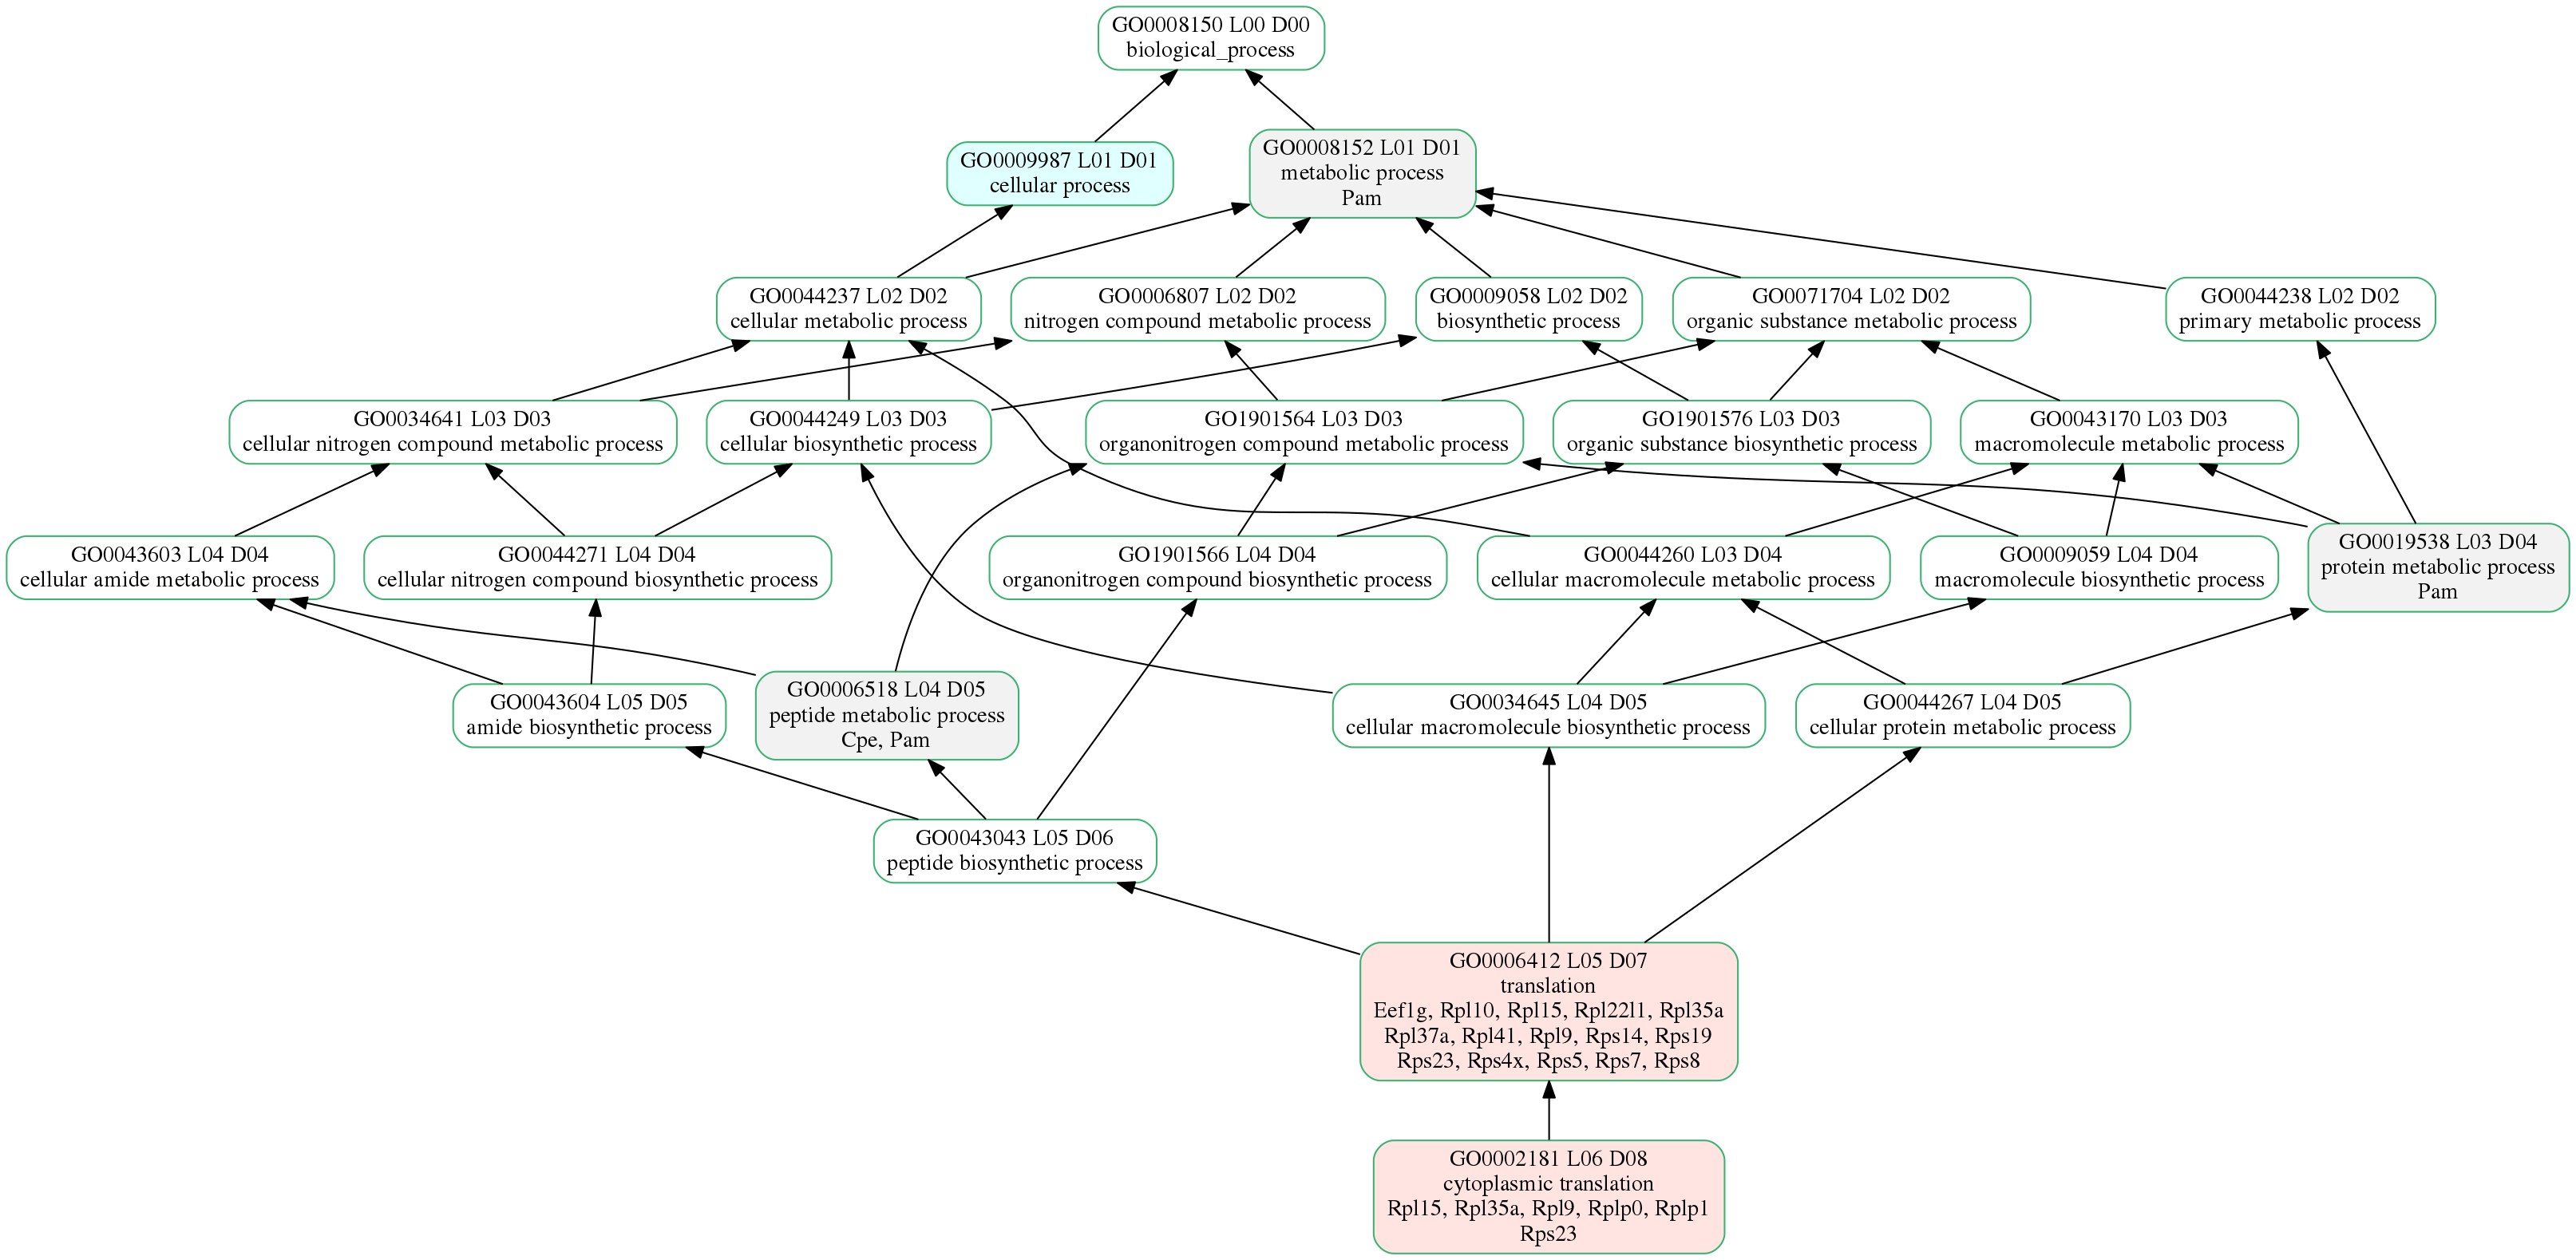 GO0008150 L00 D00
biological_process
GO0009987 L01 D01
cellular process
GO0008152 L01 D01
metabolic process
Pam
GO0044237 L02 D02
cellular metabolic process
GO0006807 L02 D02
nitrogen compound metabolic process
GO0009058 L02 D02
biosynthetic process
GO0071704 L02 D02
organic substance metabolic process
GO0044238 L02 D02
primary metabolic process
GO0034641 L03 D03
cellular nitrogen compound metabolic process
GO0044249 L03 D03
cellular biosynthetic process
GO1901564 L03 D03
organonitrogen compound metabolic process
GO1901576 L03 D03
organic substance biosynthetic process
GO0043170 L03 D03
macromolecule metabolic process
GO0043603 L04 D04
cellular amide metabolic process
GO0044271 L04 D04
cellular nitrogen compound biosynthetic process
GO1901566 L04 D04
organonitrogen compound biosynthetic process
GO0044260 L03 D04
cellular macromolecule metabolic process
GO0009059 L04 D04
macromolecule biosynthetic process
GO0019538 L03 D04
protein metabolic process
Pam
GO0043604 L05 D05
amide biosynthetic process
GO0006518 L04 D05
peptide metabolic process
Cpe, Pam
GO0034645 L04 D05
cellular macromolecule biosynthetic process
GO0044267 L04 D05
cellular protein metabolic process
GO0043043 L05 D06
peptide biosynthetic process
GO0006412 L05 D07
translation
Eef1g, Rpl10, Rpl15, Rpl22l1, Rpl35a
Rpl37a, Rpl41, Rpl9, Rps14, Rps19
Rps23, Rps4x, Rps5, Rps7, Rps8
GO0002181 L06 D08
cytoplasmic translation
Rpl15, Rpl35a, Rpl9, Rplp0, Rplp1
Rps23